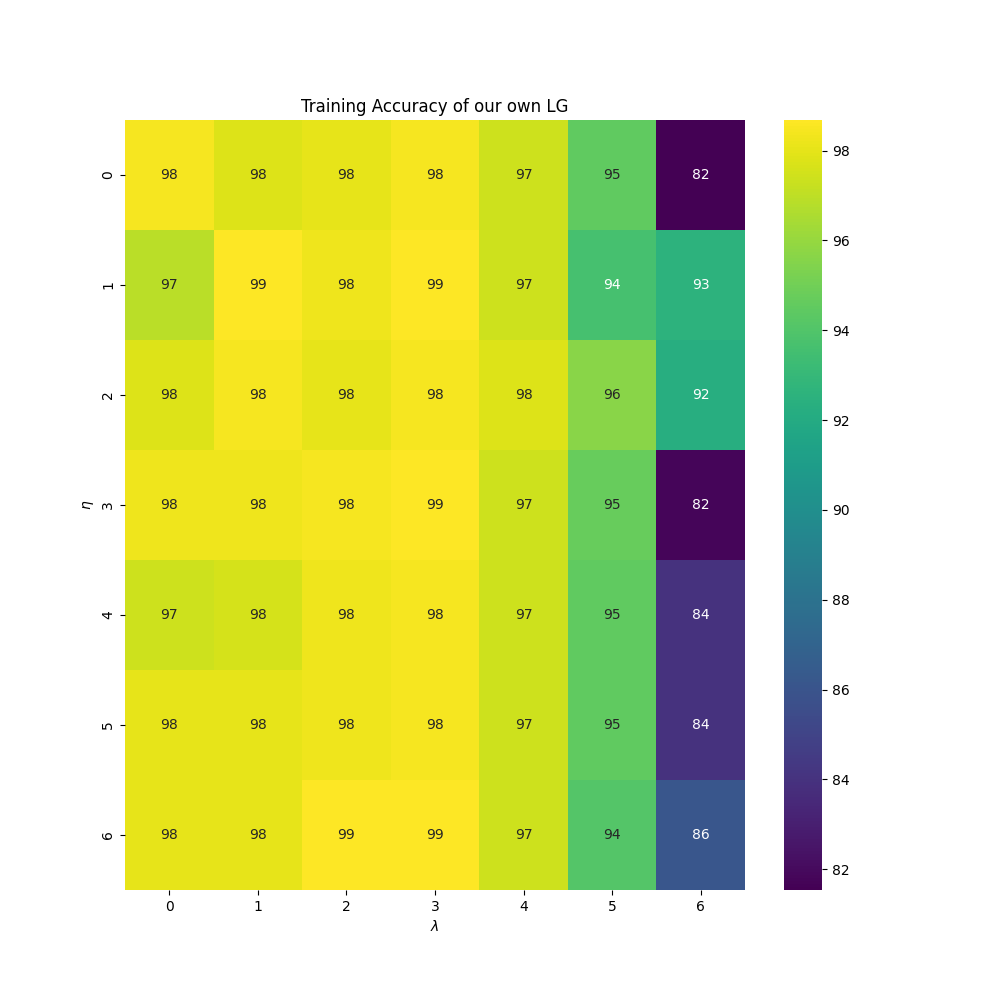 Training Accuracy of our own LG
0 98 98 98 98 97 95 82
1 97 99 98 99 97 94 93
2 98 98 98 98 98 96 92
3 98 98 98 99 97 95 82
4 97 98 98 98 97 95 84
5 98 98 98 98 97 95 84
6 98 98 99 99 97 94 86
0 1 2 3 4 5 6
λ
η
98
96
94
92
90
88
86
84
82